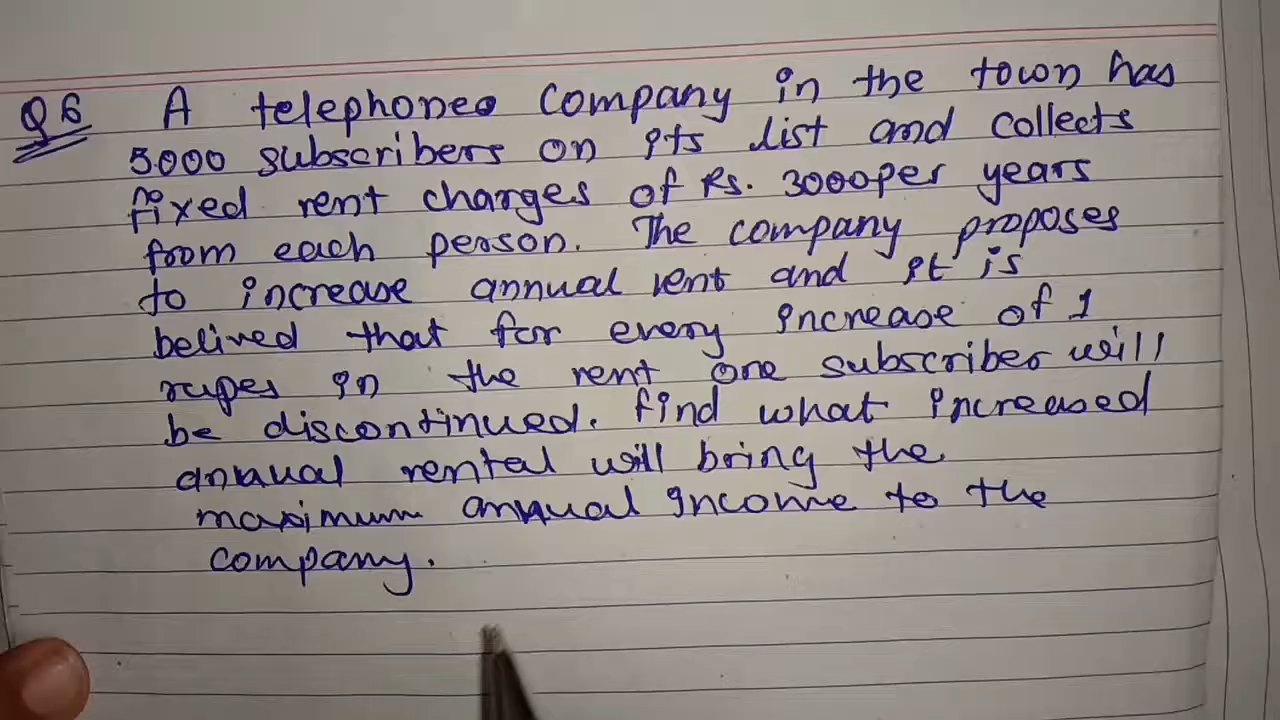 Q6 A telephone company in the town has
5000 subscribers on its list and collects
fixed rent charges of Rs. 3000 per years
from each person. The company proposes
to increase annual rent and it is
belived that for every increase of 1
rupes in the rent one subscriber will
be discontinued. find what increased
annual rental will bring the
maximum annual income to the
company.